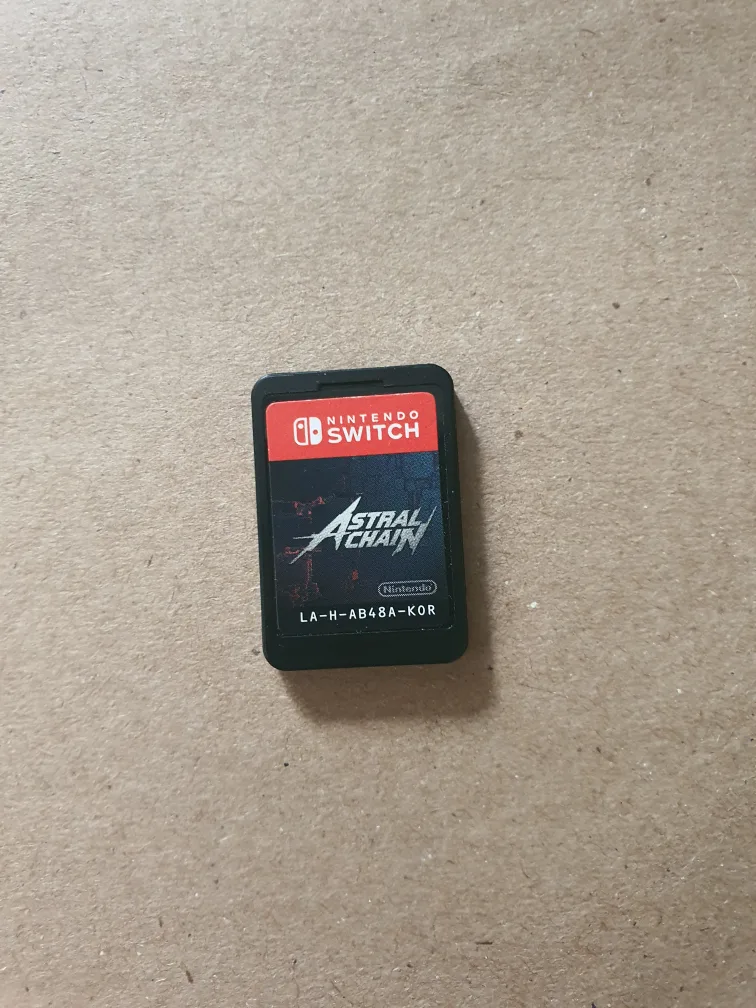 NINTENDO
SWITCH
ASTRAL
CHAIN
Nintendo
LA-H-AB48A-KOR